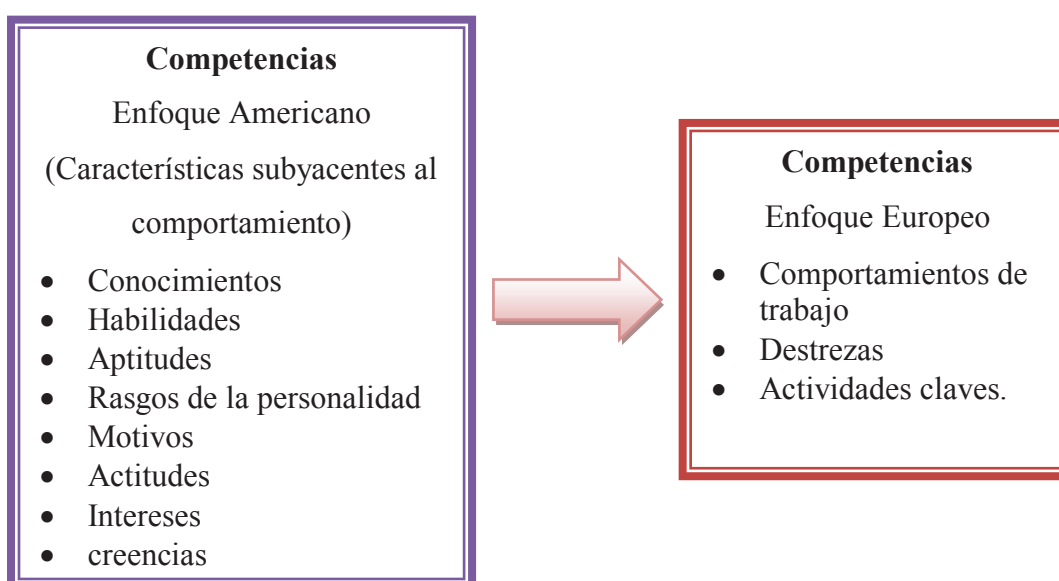 Competencias
Enfoque Americano
(Características subyacentes al
comportamiento)
• Conocimientos
• Habilidades
• Aptitudes
• Rasgos de la personalidad
• Motivos
• Actitudes
• Intereses
• creencias
Competencias
Enfoque Europeo
• Comportamientos de
trabajo
• Destrezas
• Actividades claves.